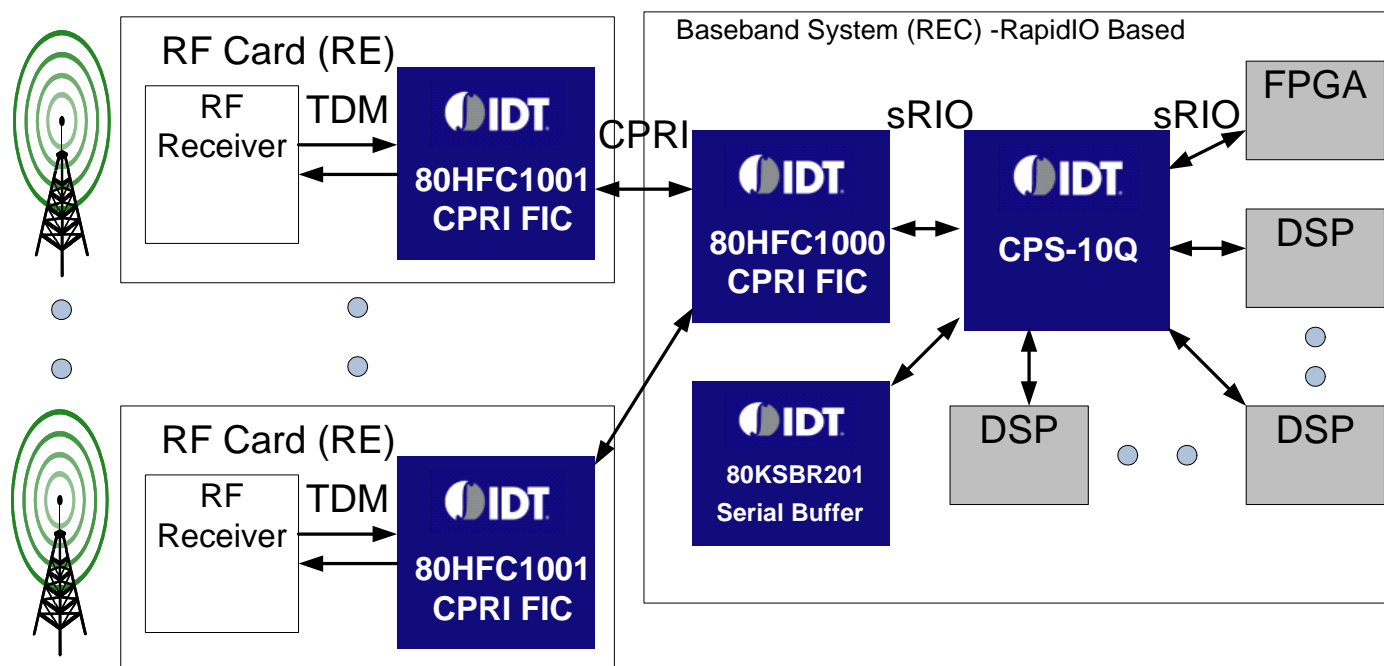 RF Card (RE)
RF
Receiver
TDM
IDT.
80HFC1001
CPRI FIC
CPRI
Baseband System (REC) -RapidIO Based
IDT.
80HFC1000
CPRI FIC
sRIO
IDT.
CPS-10Q
sRIO
FPGA
DSP
DSP
DSP
IDT.
80KSBR201
Serial Buffer
RF Card (RE)
RF
Receiver
TDM
IDT.
80HFC1001
CPRI FIC